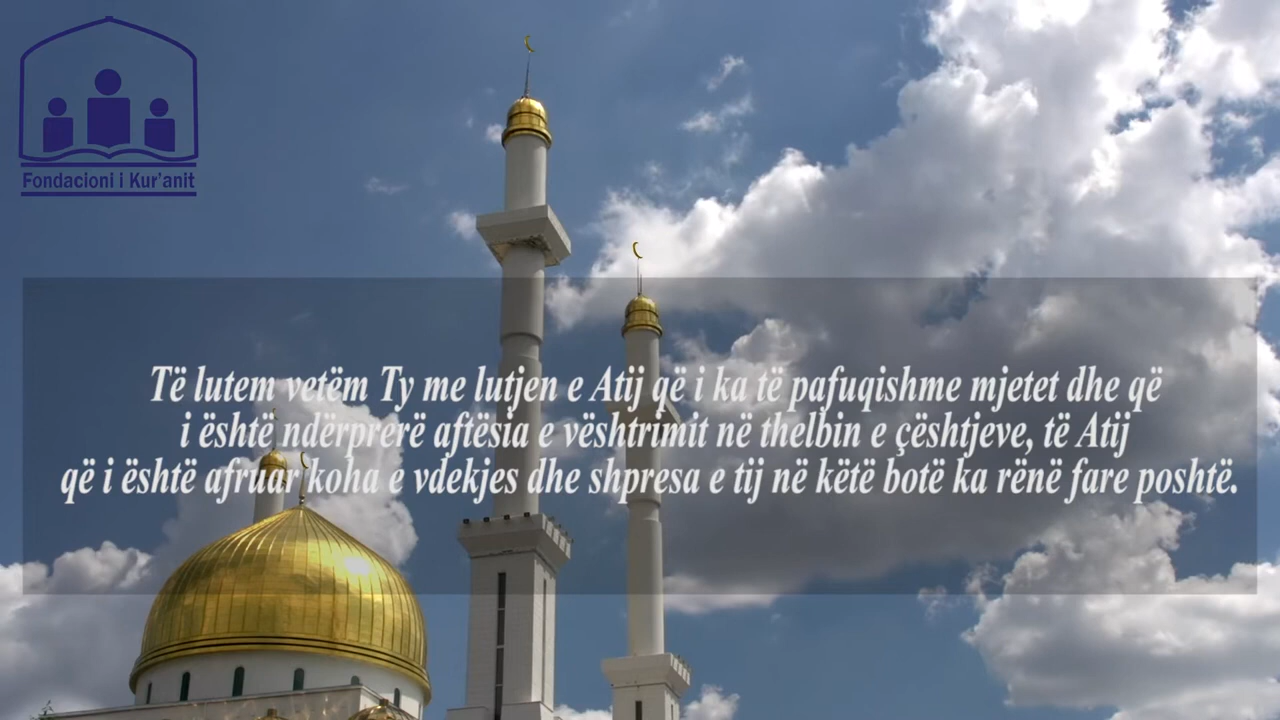 Fondacioni i Kur'anit
Të lutem vetëm Ty me lutjen e Atij që i ka të pafuqishme mjetet dhe që
i është ndërprerë aftësia e vështrimit në thelbin e çështjeve, të Atij
që i është afruar koha e vdekjes dhe shpresa e tij në këtë botë ka rënë fare poshtë.